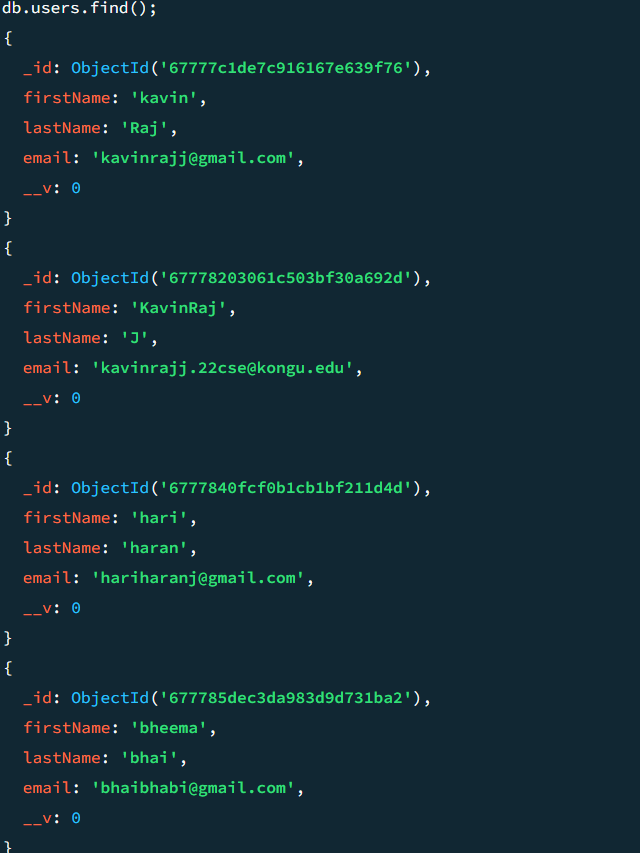 db.users.find();
{
  _id: ObjectId('67777c1de7c916167e639f76'),
  firstName: 'kavin',
  lastName: 'Raj',
  email: 'kavinrajj@gmail.com',
  __v: 0
}
{
  _id: ObjectId('67778203061c503bf30a692d'),
  firstName: 'KavinRaj',
  lastName: 'J',
  email: 'kavinrajj.22cse@kongu.edu',
  __v: 0
}
{
  _id: ObjectId('6777840fcf0b1cb1bf211d4d'),
  firstName: 'hari',
  lastName: 'haran',
  email: 'hariharanj@gmail.com',
  __v: 0
}
{
  _id: ObjectId('677785dec3da983d9d731ba2'),
  firstName: 'bheema',
  lastName: 'bhai',
  email: 'bhaibhabi@gmail.com',
  __v: 0
}